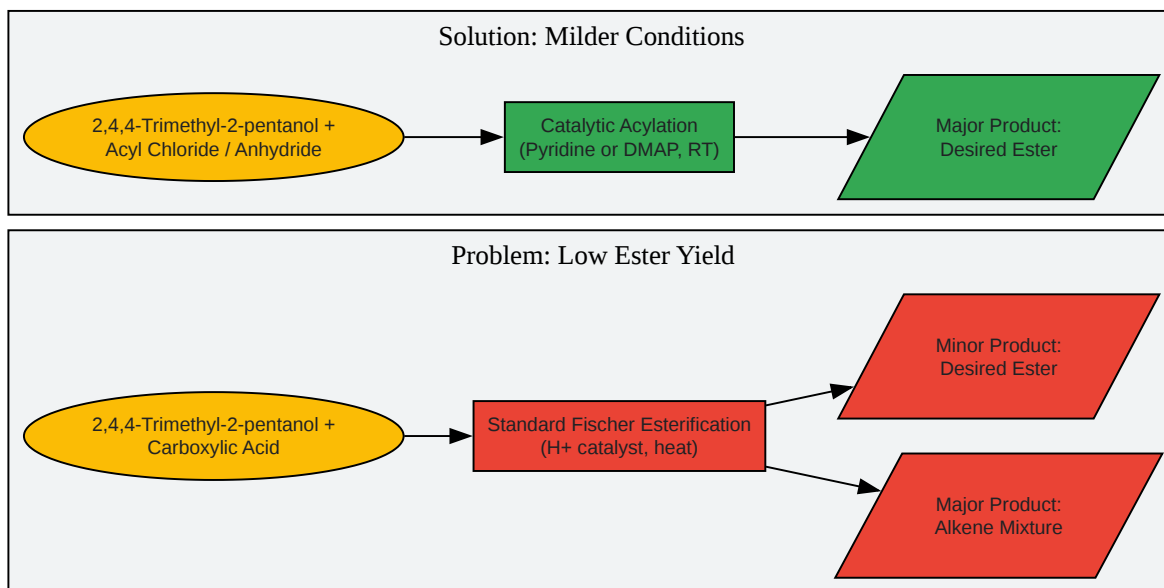 Solution: Milder Conditions
2,4,4-Trimethyl-2-pentanol +
Acyl Chloride / Anhydride
Catalytic Acylation
(Pyridine or DMAP, RT)
Major Product:
Desired Ester
Problem: Low Ester Yield
2,4,4-Trimethyl-2-pentanol +
Carboxylic Acid
Standard Fischer Esterification
(H+ catalyst, heat)
Minor Product:
Desired Ester
Major Product:
Alkene Mixture